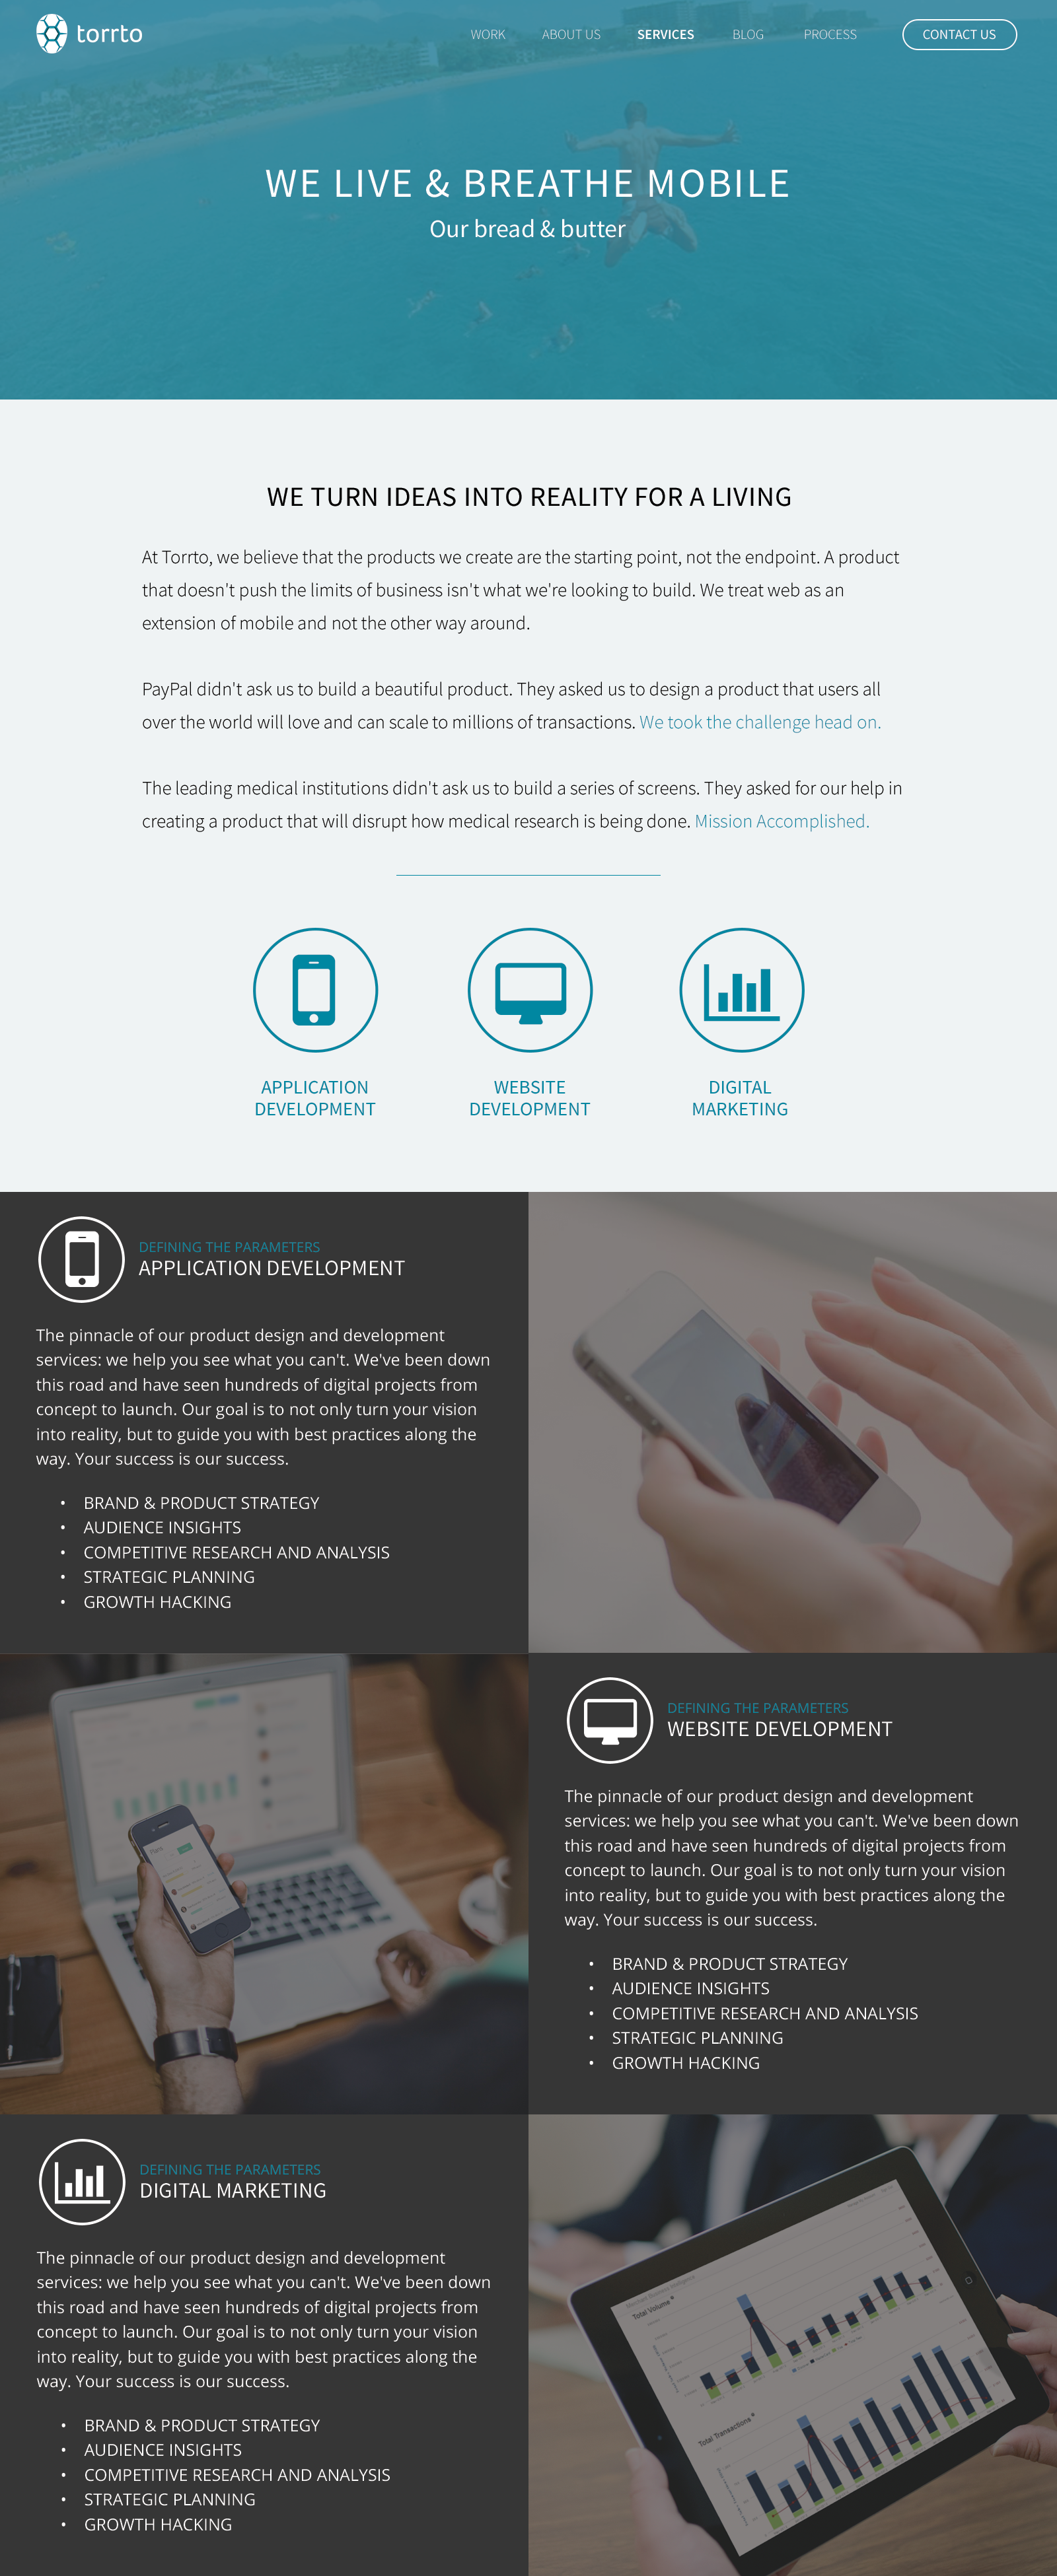 torrto
WORK ABOUT US SERVICES BLOG PROCESS CONTACT US
WE LIVE & BREATHE MOBILE
Our bread & butter
WE TURN IDEAS INTO REALITY FOR A LIVING
At Torrto, we believe that the products we create are the starting point, not the endpoint. A product
that doesn't push the limits of business isn't what we're looking to build. We treat web as an
extension of mobile and not the other way around.
PayPal didn't ask us to build a beautiful product. They asked us to design a product that users all
over the world will love and can scale to millions of transactions. We took the challenge head on.
The leading medical institutions didn't ask us to build a series of screens. They asked for our help in
creating a product that will disrupt how medical research is being done. Mission Accomplished.
APPLICATION
DEVELOPMENT
WEBSITE
DEVELOPMENT
DIGITAL
MARKETING
DEFINING THE PARAMETERS
APPLICATION DEVELOPMENT
The pinnacle of our product design and development
services: we help you see what you can't. We've been down
this road and have seen hundreds of digital projects from
concept to launch. Our goal is to not only turn your vision
into reality, but to guide you with best practices along the
way. Your success is our success.
• BRAND & PRODUCT STRATEGY
• AUDIENCE INSIGHTS
• COMPETITIVE RESEARCH AND ANALYSIS
• STRATEGIC PLANNING
• GROWTH HACKING
DEFINING THE PARAMETERS
WEBSITE DEVELOPMENT
The pinnacle of our product design and development
services: we help you see what you can't. We've been down
this road and have seen hundreds of digital projects from
concept to launch. Our goal is to not only turn your vision
into reality, but to guide you with best practices along the
way. Your success is our success.
• BRAND & PRODUCT STRATEGY
• AUDIENCE INSIGHTS
• COMPETITIVE RESEARCH AND ANALYSIS
• STRATEGIC PLANNING
• GROWTH HACKING
DEFINING THE PARAMETERS
DIGITAL MARKETING
The pinnacle of our product design and development
services: we help you see what you can't. We've been down
this road and have seen hundreds of digital projects from
concept to launch. Our goal is to not only turn your vision
into reality, but to guide you with best practices along the
way. Your success is our success.
• BRAND & PRODUCT STRATEGY
• AUDIENCE INSIGHTS
• COMPETITIVE RESEARCH AND ANALYSIS
• STRATEGIC PLANNING
• GROWTH HACKING
Total Volume
Total Transactions